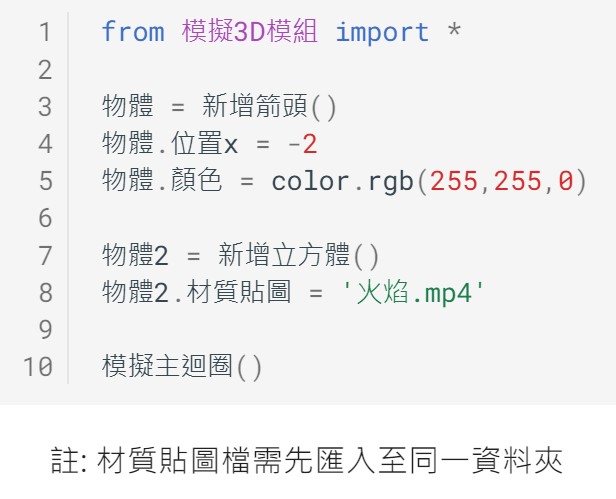 1 from 模擬3D模組 import *
2
3 物體 = 新增箭頭()
4 物體.位置x = -2
5 物體.顏色 = color.rgb(255,255,0)
6
7 物體2 = 新增立方體()
8 物體2.材質貼圖 = '火焰.mp4'
9
10 模擬主迴圈()
註: 材質貼圖檔需先匯入至同一資料夾